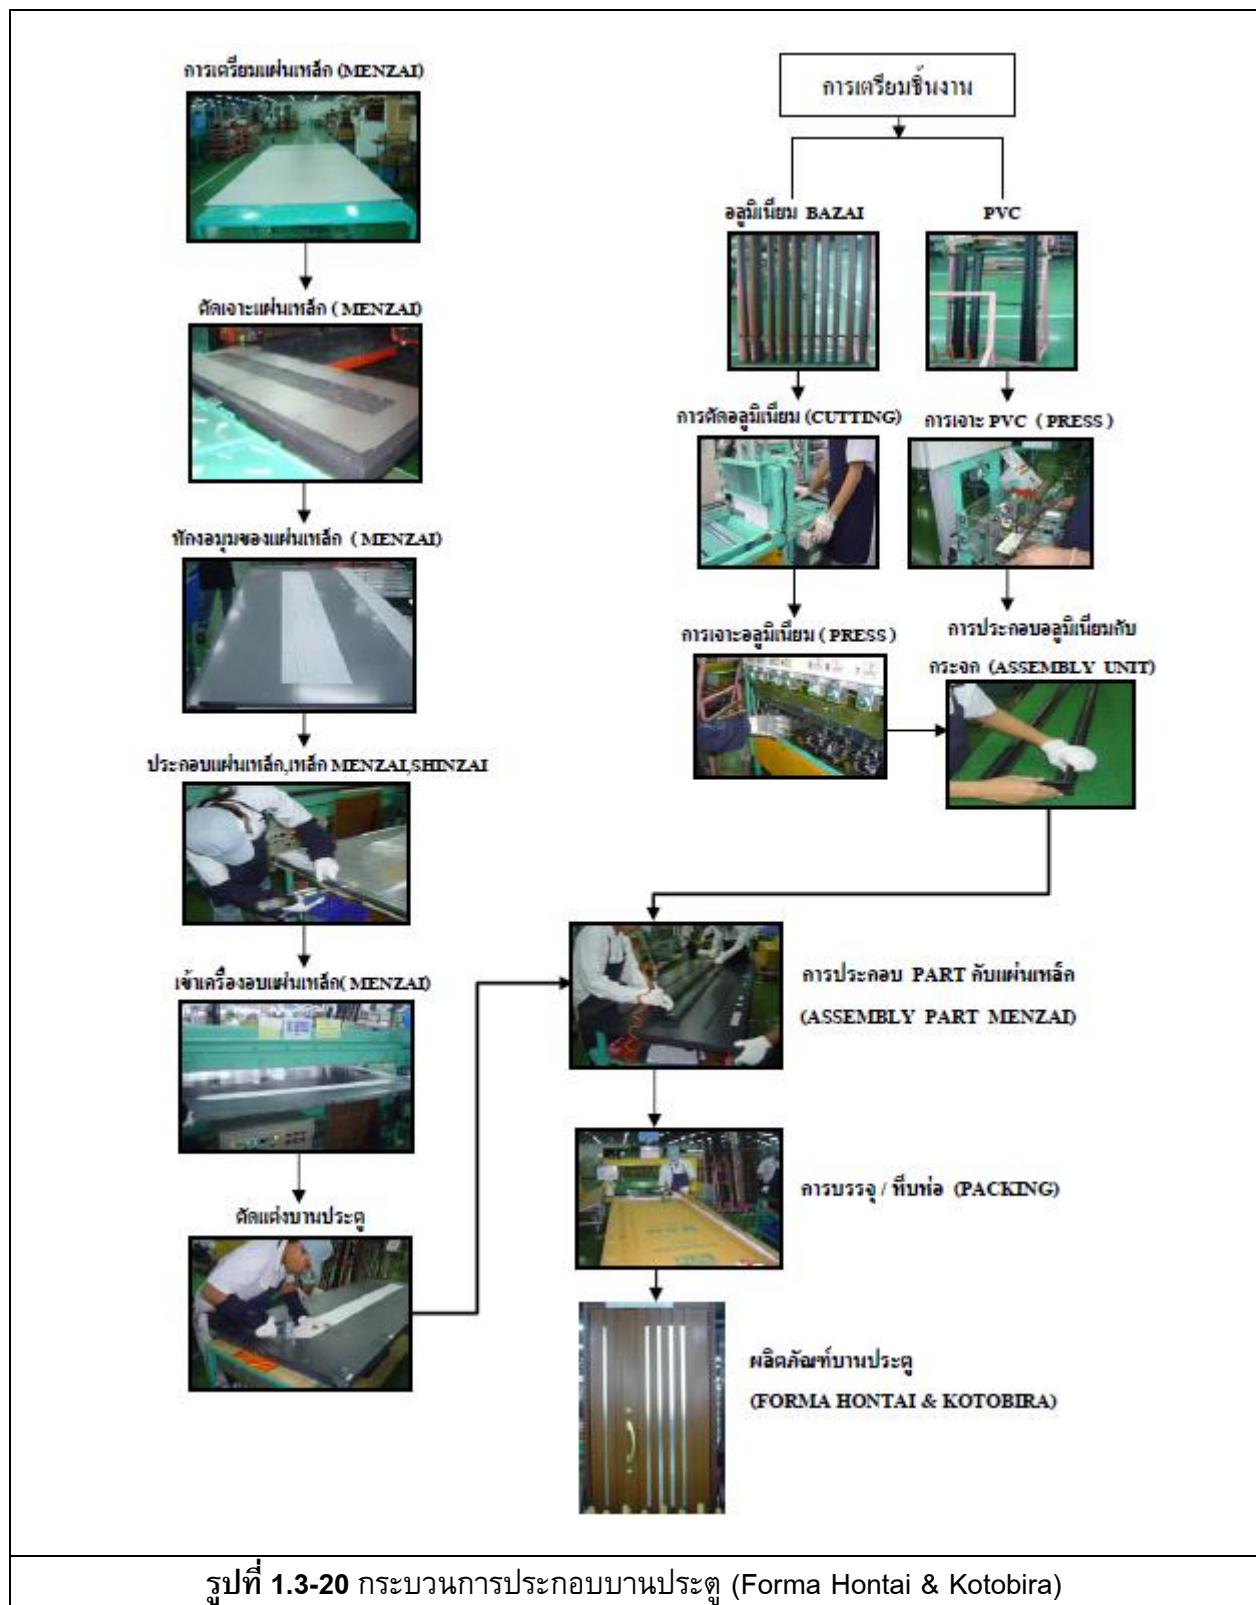 การเตรียมแผ่นเหล็ก (MENZAI)
ตัดเจาะแผ่นเหล็ก ( MENZAI)
พักงอมุมของแผ่นเหล็ก ( MENZAI)
ประกอบแผ่นเหล็ก,เหล็ก MENZAI,SHINZAI
เข้าเครื่องอบแผ่นเหล็ก( MENZAI)
ตัดแต่งบานประตู
การเตรียมชิ้นงาน
อลูมิเนียม BAZAI
PVC
การตัดอลูมิเนียม (CUTTING)
การเจาะ PVC ( PRESS )
การเจาะอลูมิเนียม ( PRESS )
การประกอบอลูมิเนียมกับ
กระจก (ASSEMBLY UNIT)
การประกอบ PART กับแผ่นเหล็ก
(ASSEMBLY PART MENZAI)
การบรรจุ / หีบห่อ (PACKING)
ผลิตภัณฑ์บานประตู
(FORMA HONTAI & KOTOBIRA)
รูปที่ 1.3-20 กระบวนการประกอบบานประตู (Forma Hontai & Kotobira)